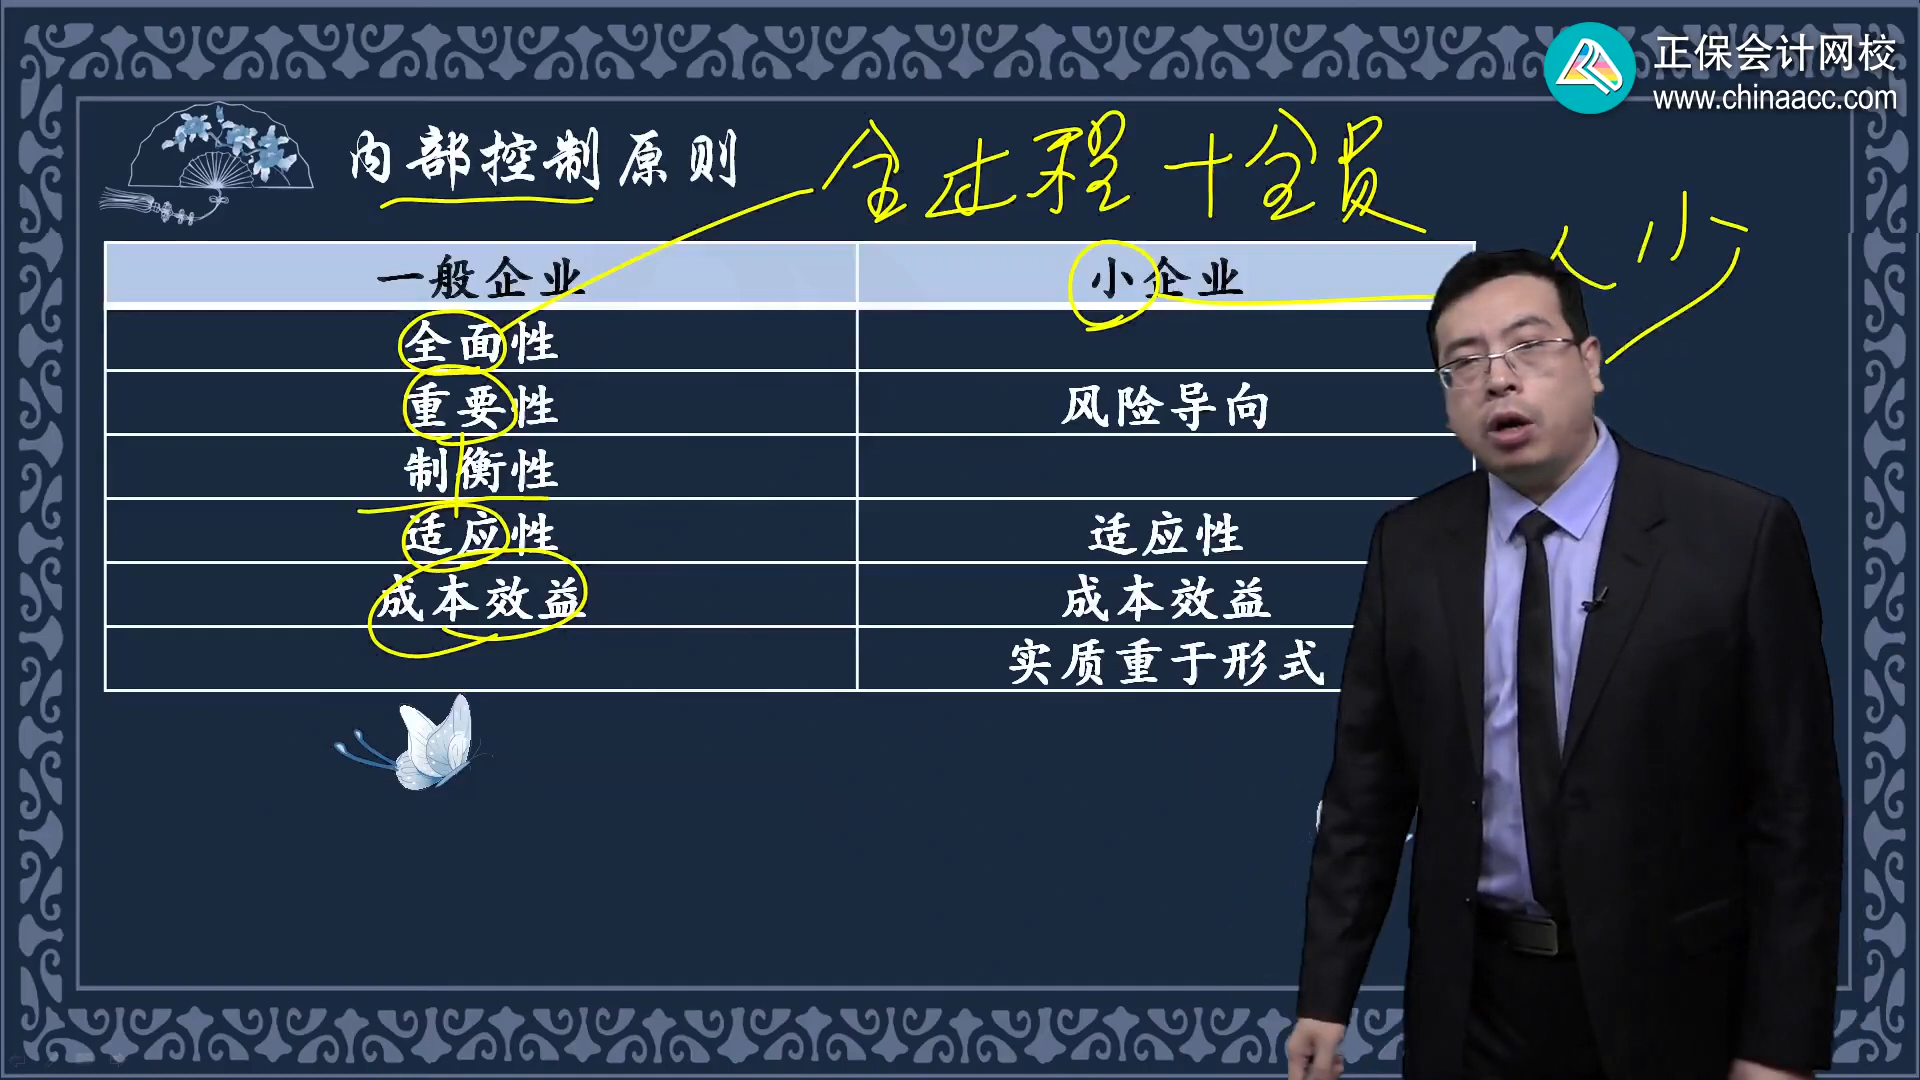 正保会计网校
www.chinaacc.com
内部控制原则
全过程+全员
人少
一般企业 小企业
全面性
重要性 风险导向
制衡性
适应性 适应性
成本效益 成本效益
实质重于形式